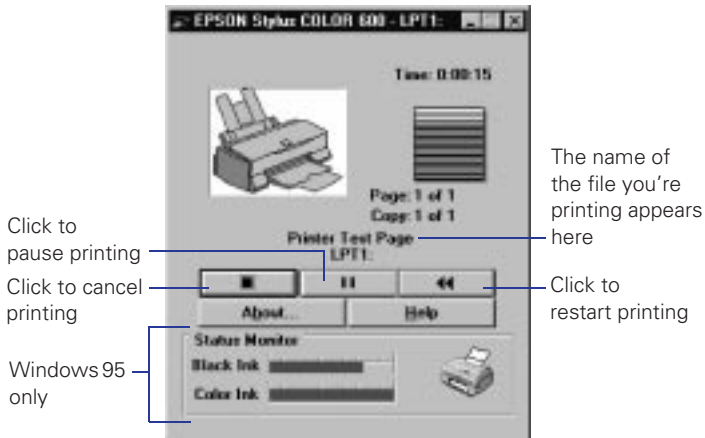 EPSON Stylus COLOR 600 - LPT1:
Time: 0:00:15
Page: 1 of 1
Copy: 1 of 1
Printer Test Page
LPT1:
About...
Help
Status Monitor
Black Ink
Color Ink
Click to
pause printing
Click to cancel
printing
Windows 95
only
The name of
the file you're
printing appears
here
Click to
restart printing